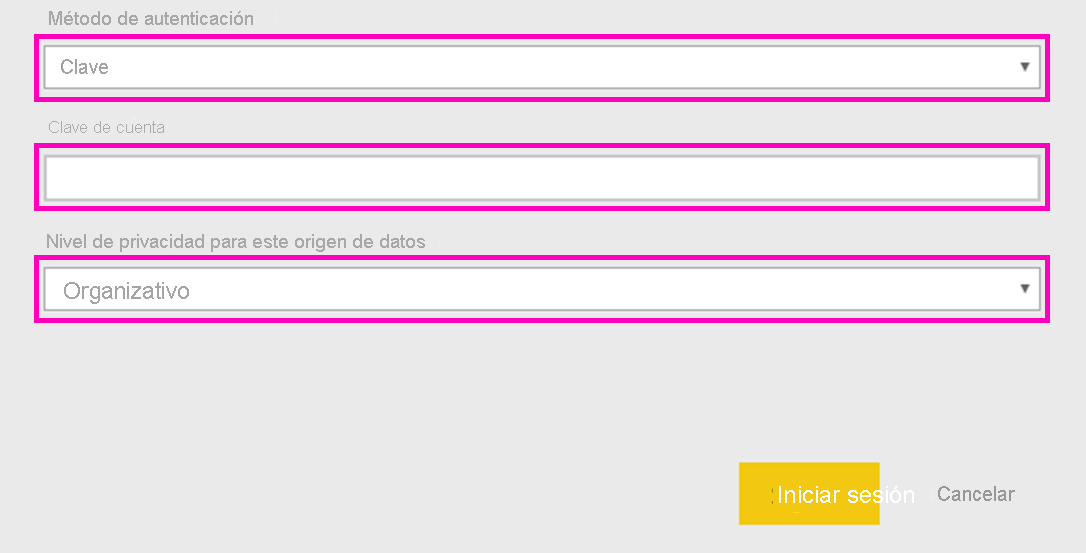 Método de autenticación
Clave
Clave de cuenta
Nivel de privacidad para este origen de datos
Organizativo
Iniciar sesión Cancelar